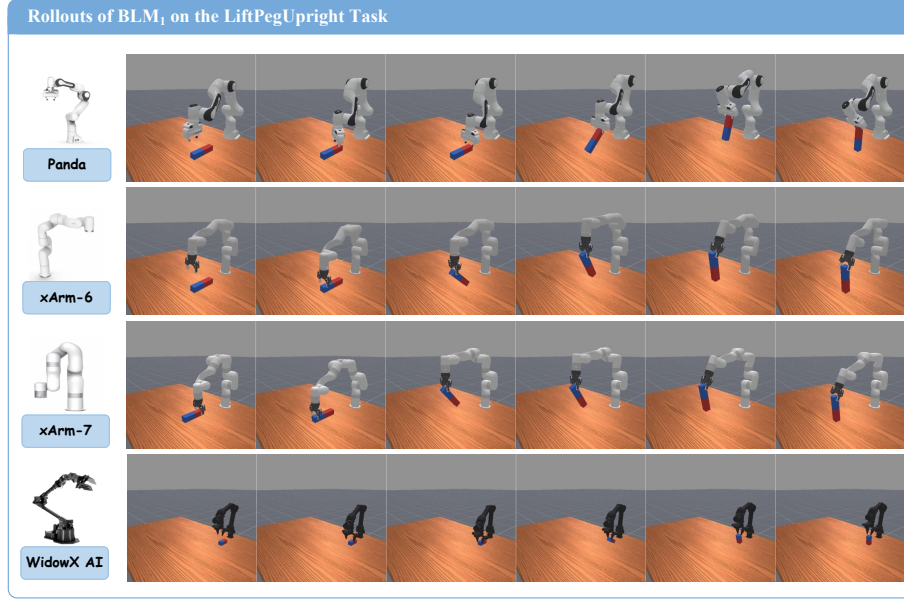 Rollouts of BLM₁ on the LiftPegUpright Task
Panda
xArm-6
xArm-7
WidowX AI